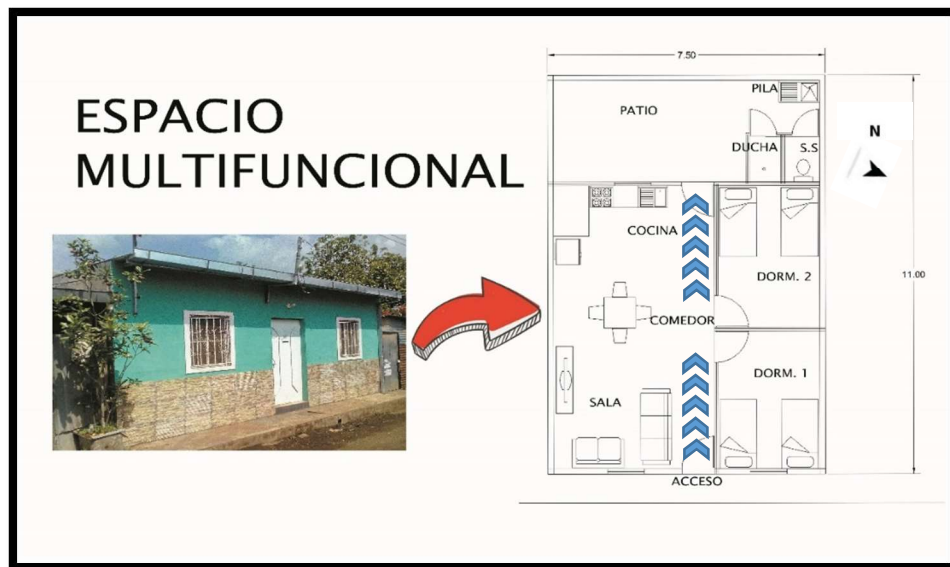 ESPACIO
MULTIFUNCIONAL
7.50
PILA
PATIO
DUCHA
S.S
N
COCINA
DORM. 2
11.00
COMEDOR
DORM. 1
SALA
ACCESO